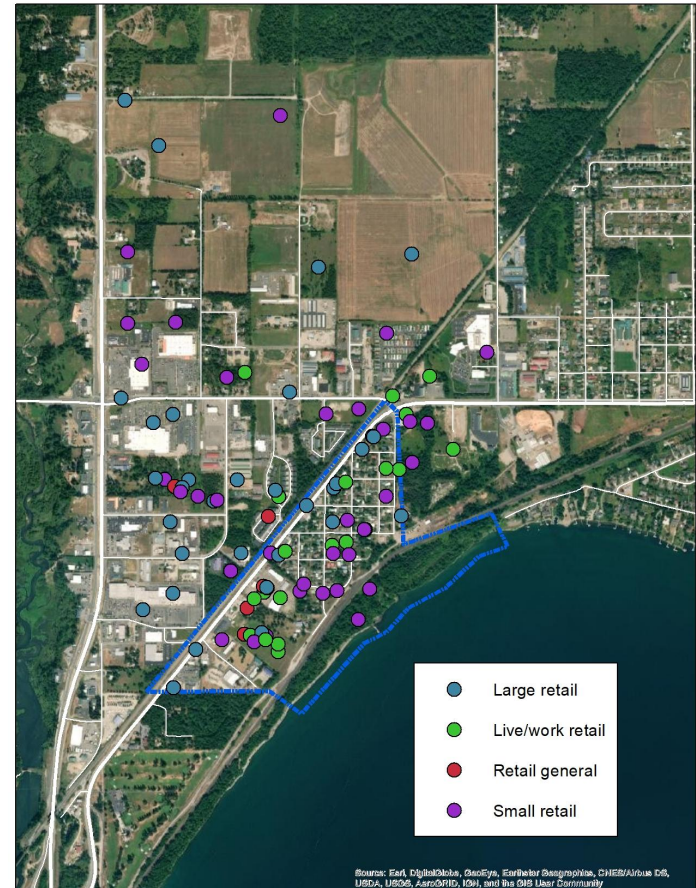 Large retail
Live/work retail
Retail general
Small retail
Source: Esri, DigitalGlobe, GeoEye, Earthstar Geographics, CNES/Airbus DS,
USDA, USGS, AeroGRID, IGN, and the GIS User Community